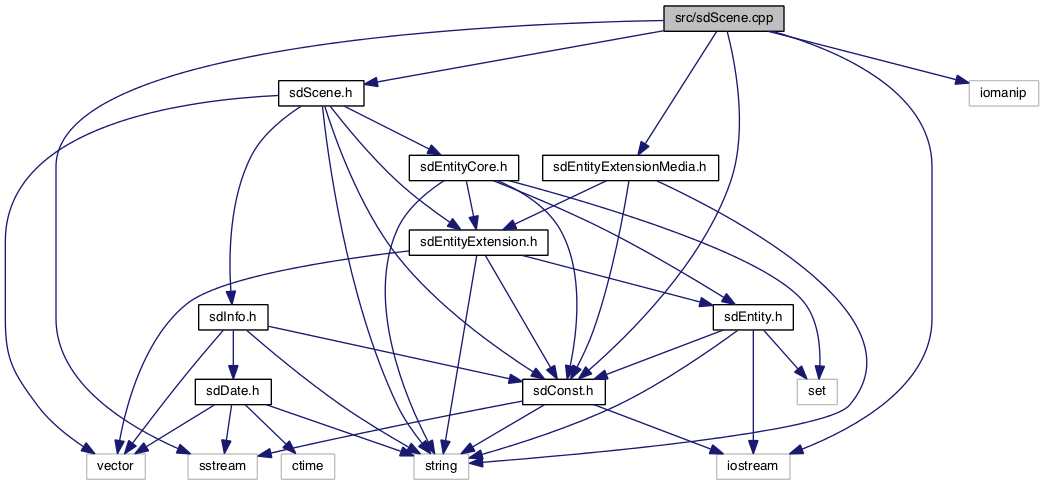 src/sdScene.cpp
sdScene.h
iomanip
sdEntityCore.h
sdEntityExtensionMedia.h
sdEntityExtension.h
sdInfo.h
sdEntity.h
sdDate.h
sdConst.h
set
vector
sstream
ctime
string
iostream